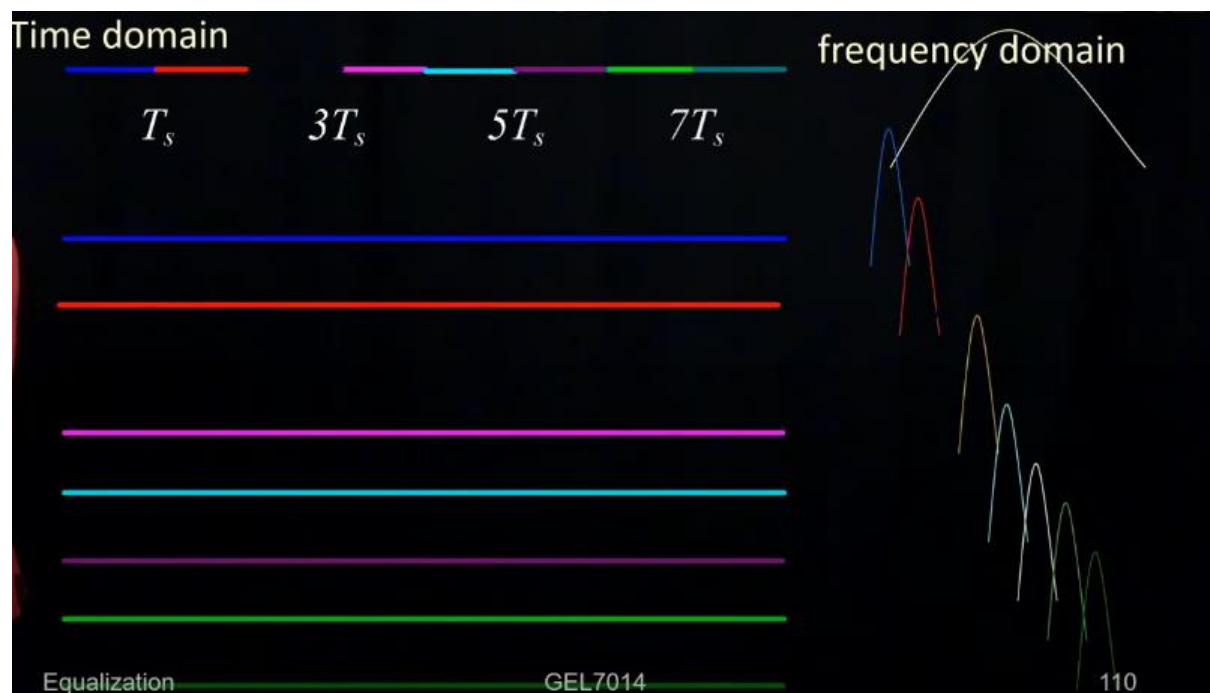 Time domain
frequency domain
Ts 3Ts 5Ts 7Ts
Equalization GEL7014 110